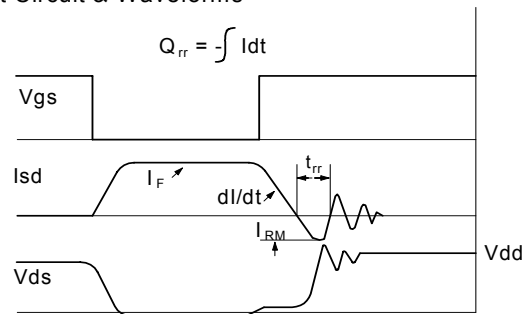 t Circuit & Waveforms
Qrr = -∫ Idt
Vgs
trr
Isd
IF
dI/dt
IRM
Vdd
Vds